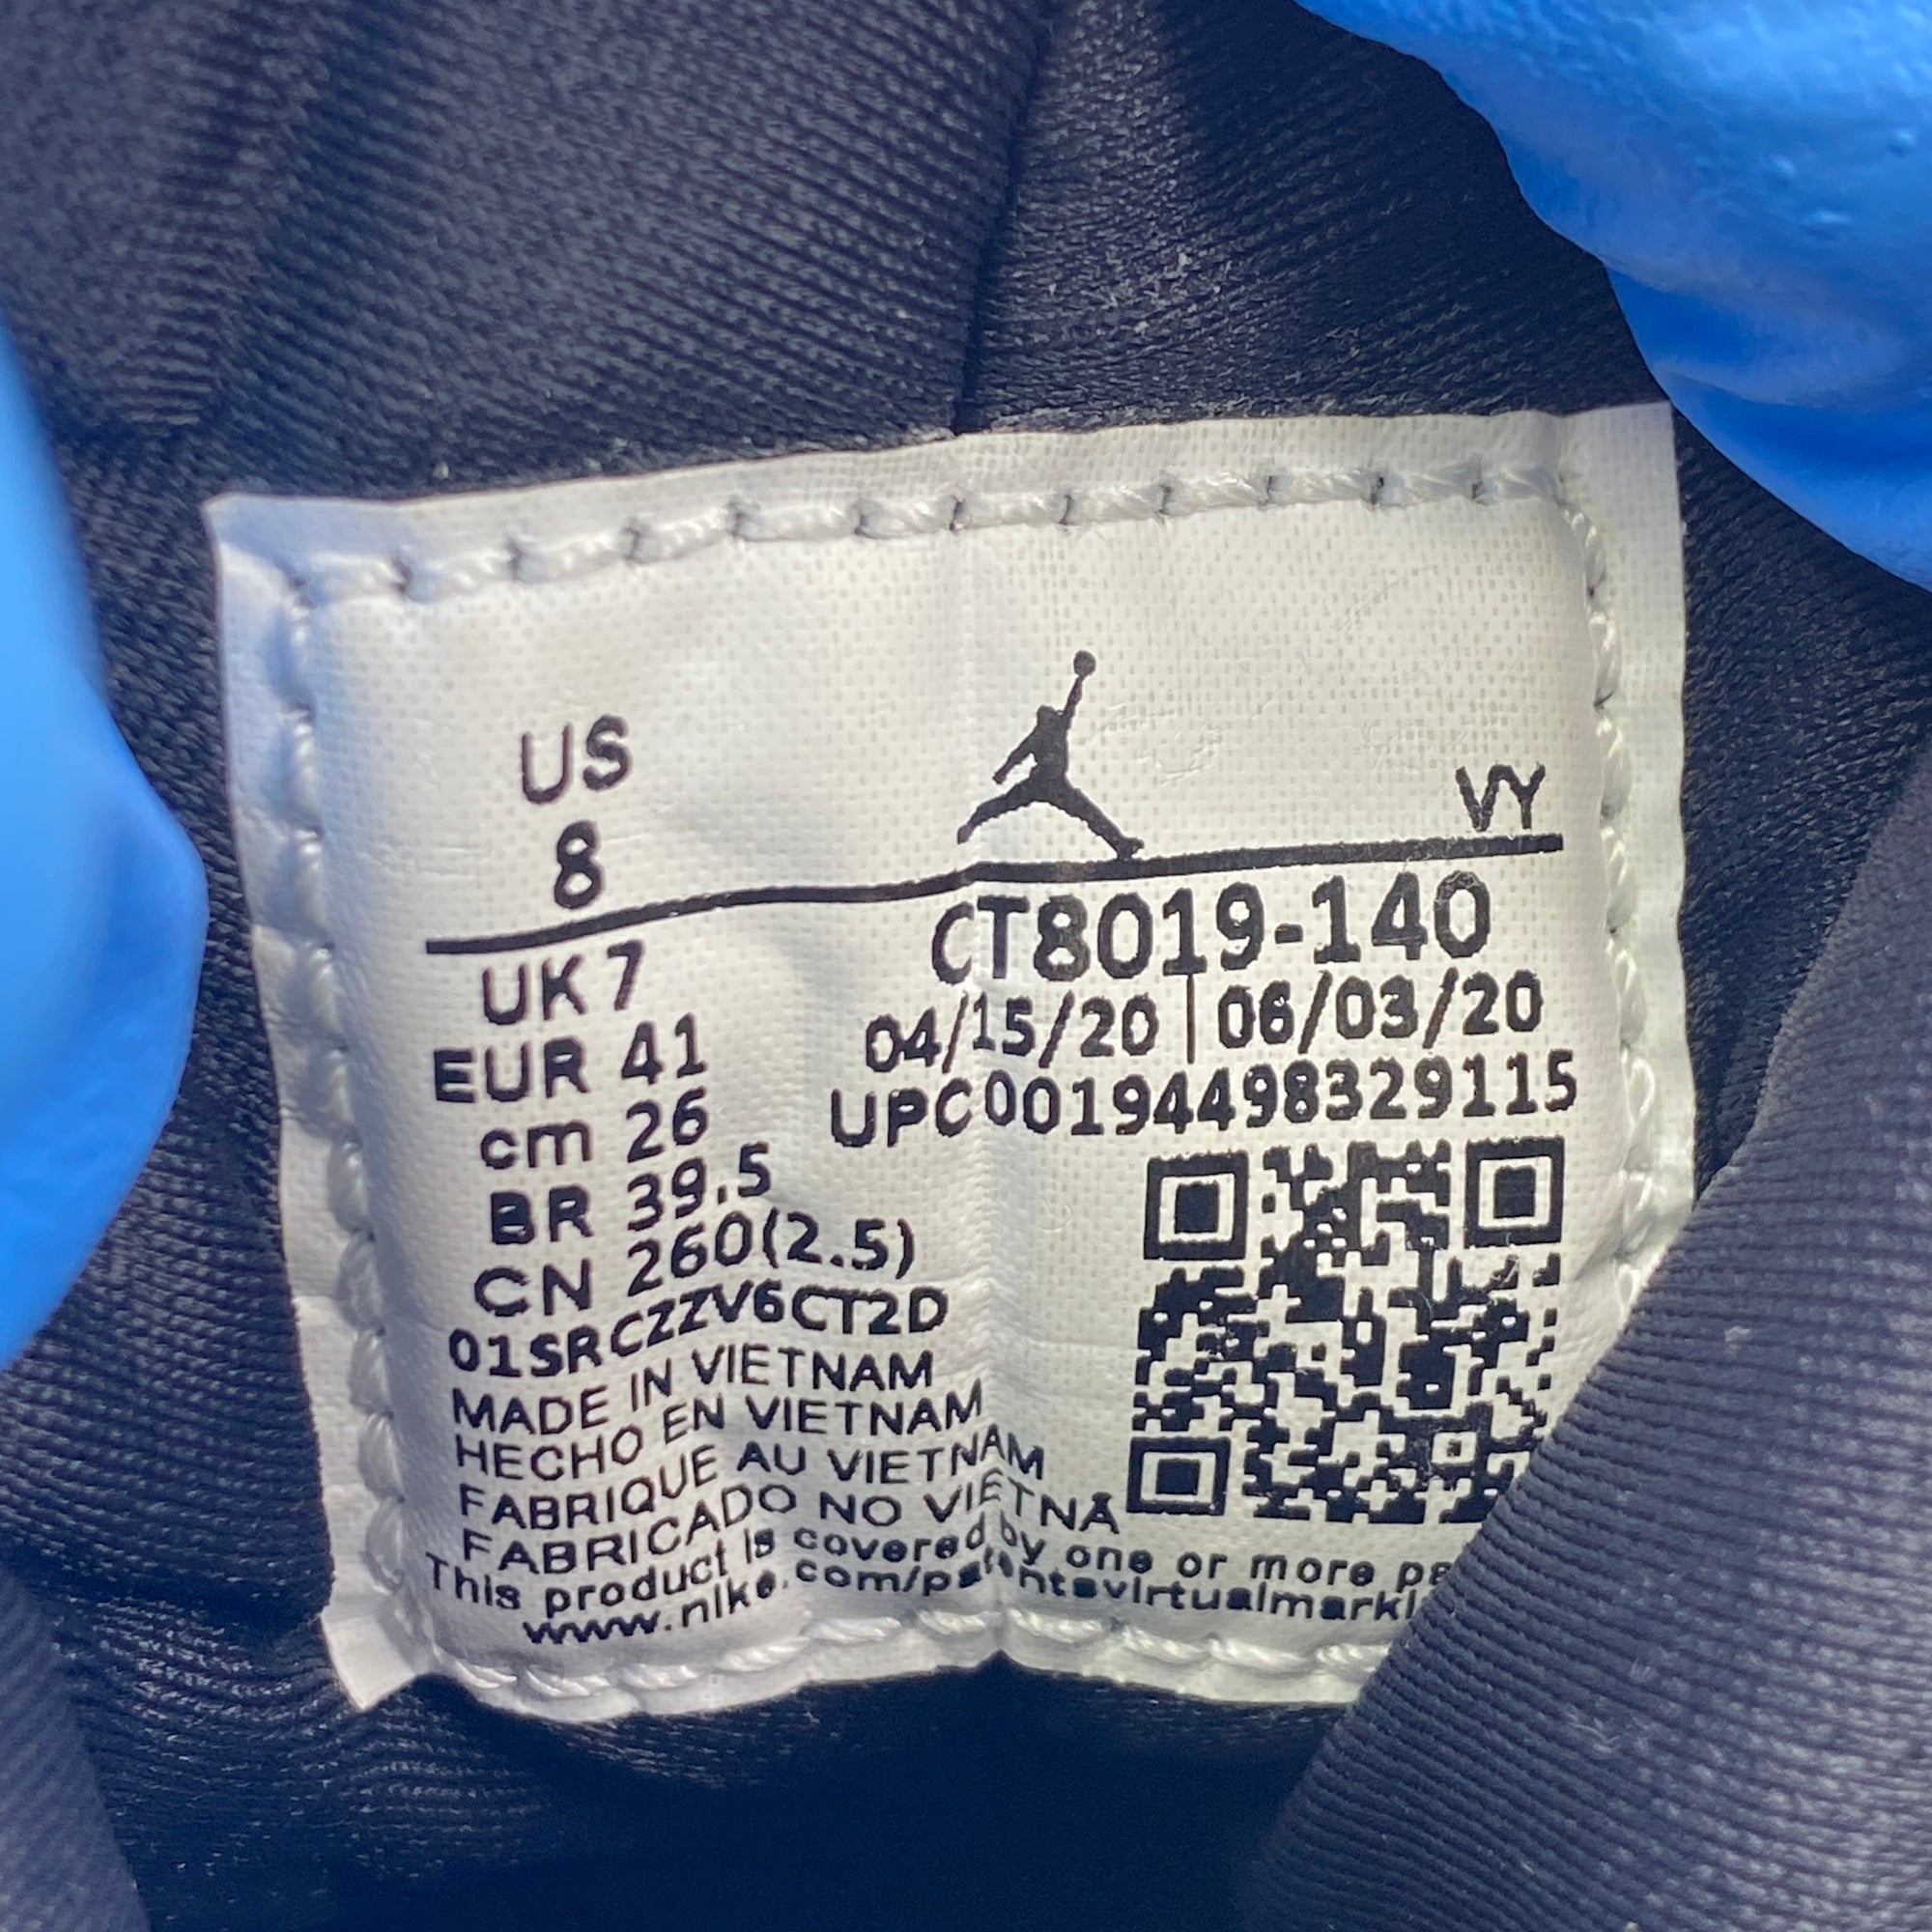 US
8
VY
UK 7
EUR 41
cm 26
BR 39.5
CN 260(2.5)
CT8019-140
04/15/20 | 06/03/20
UPC00194498329115
01SRCZZV6CT2D
MADE IN VIETNAM
HECHO EN VIETNAM
FABRIQUE AU VIETNAM
FABRICADO NO VIETNÃ
This product is covered by one or more
www.nike.com/patentsvirtualmarki